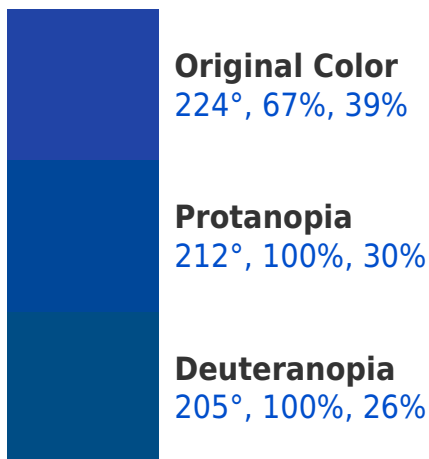 Original Color
224°, 67%, 39%
Protanopia
212°, 100%, 30%
Deuteranopia
205°, 100%, 26%